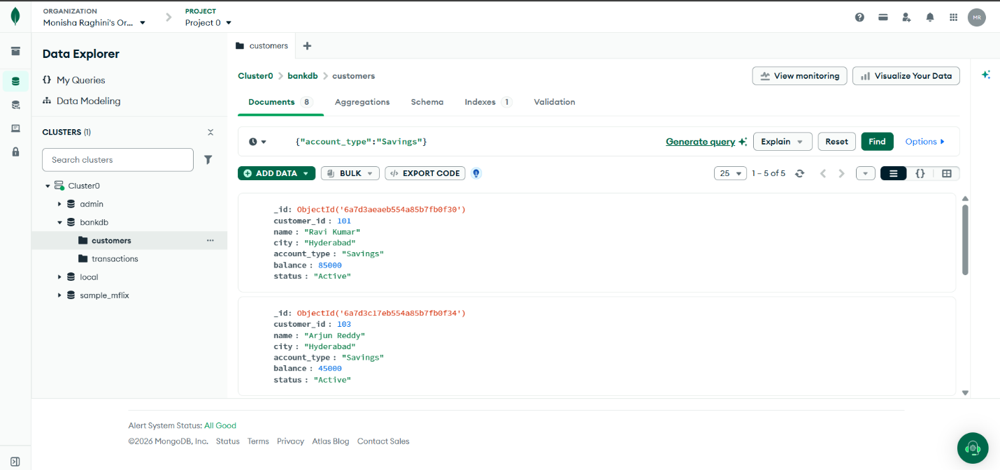 ORGANIZATION
Monisha Raghini's Or...
PROJECT
Project 0
MR
Data Explorer
My Queries
Data Modeling
CLUSTERS (1)
Search clusters
Cluster0
admin
bankdb
customers
transactions
local
sample_mflix
customers
Cluster0 > bankdb > customers
View monitoring
Visualize Your Data
Documents 8 Aggregations Schema Indexes 1 Validation
{"account_type":"Savings"}
Generate query Explain Reset Find Options
ADD DATA BULK EXPORT CODE 25 1 – 5 of 5 {}
_id: ObjectId('6a7d3aeaeb554a85b7fb0f30')
customer_id : 101
name : "Ravi Kumar"
city : "Hyderabad"
account_type : "Savings"
balance : 85000
status : "Active"
_id: ObjectId('6a7d3c17eb554a85b7fb0f34')
customer_id : 103
name : "Arjun Reddy"
city : "Hyderabad"
account_type : "Savings"
balance : 45000
status : "Active"
Alert System Status: All Good
©2026 MongoDB, Inc. Status Terms Privacy Atlas Blog Contact Sales